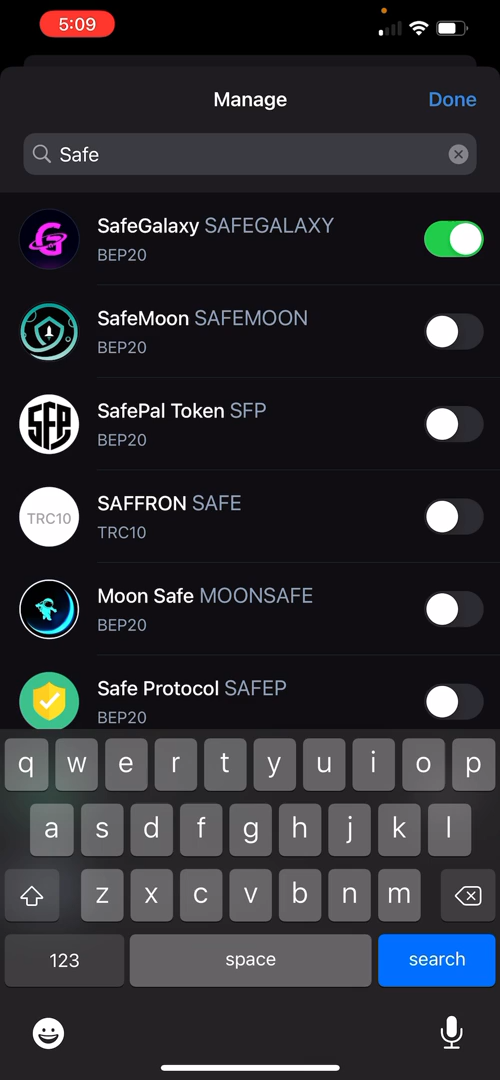 5:09
Manage
Done
Safe
SafeGalaxy SAFEGALAXY
BEP20
SafeMoon SAFEMOON
BEP20
SFP
SafePal Token SFP
BEP20
TRC10
SAFFRON SAFE
TRC10
Moon Safe MOONSAFE
BEP20
Safe Protocol SAFEP
BEP20
q w e r t y u i o p
a s d f g h j k l
z x c v b n m
123 space search